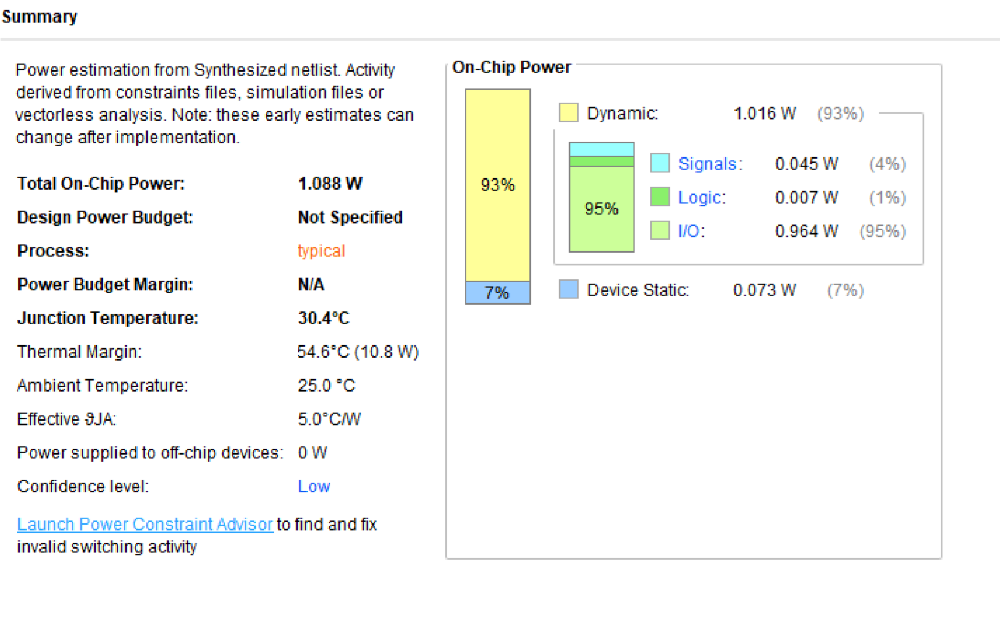 Summary
Power estimation from Synthesized netlist. Activity
derived from constraints files, simulation files or
vectorless analysis. Note: these early estimates can
change after implementation.
Total On-Chip Power: 1.088 W
Design Power Budget: Not Specified
Process: typical
Power Budget Margin: N/A
Junction Temperature: 30.4°C
Thermal Margin: 54.6°C (10.8 W)
Ambient Temperature: 25.0 °C
Effective ϑJA: 5.0°C/W
Power supplied to off-chip devices: 0 W
Confidence level: Low
Launch Power Constraint Advisor to find and fix
invalid switching activity
On-Chip Power
93%
7%
Dynamic: 1.016 W (93%)
95%
Signals: 0.045 W (4%)
Logic: 0.007 W (1%)
I/O: 0.964 W (95%)
Device Static: 0.073 W (7%)